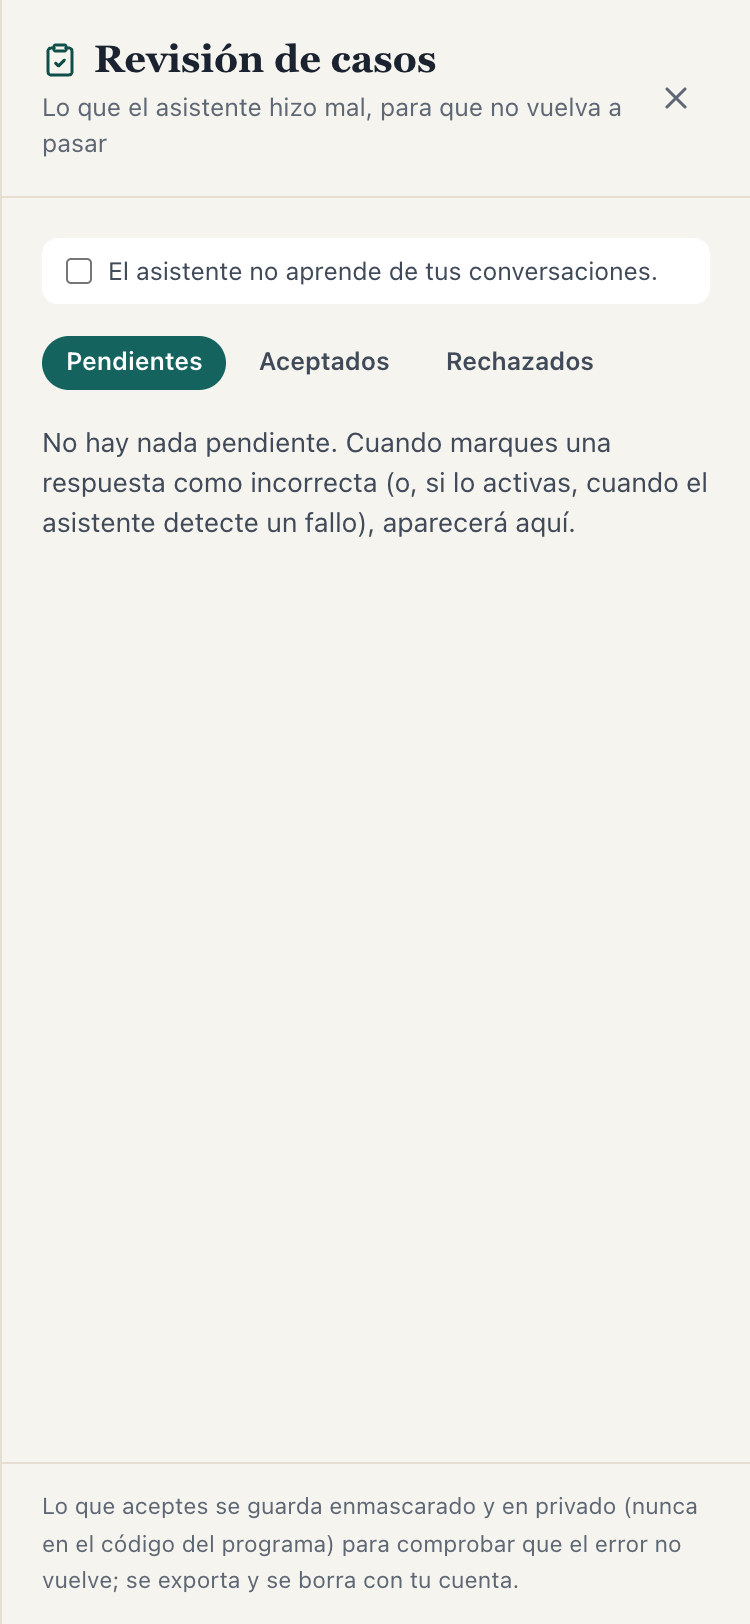 Revisión de casos
Lo que el asistente hizo mal, para que no vuelva a
pasar
El asistente no aprende de tus conversaciones.
Pendientes
Aceptados
Rechazados
No hay nada pendiente. Cuando marques una
respuesta como incorrecta (o, si lo activas, cuando el
asistente detecte un fallo), aparecerá aquí.
Lo que aceptes se guarda enmascarado y en privado (nunca
en el código del programa) para comprobar que el error no
vuelve; se exporta y se borra con tu cuenta.